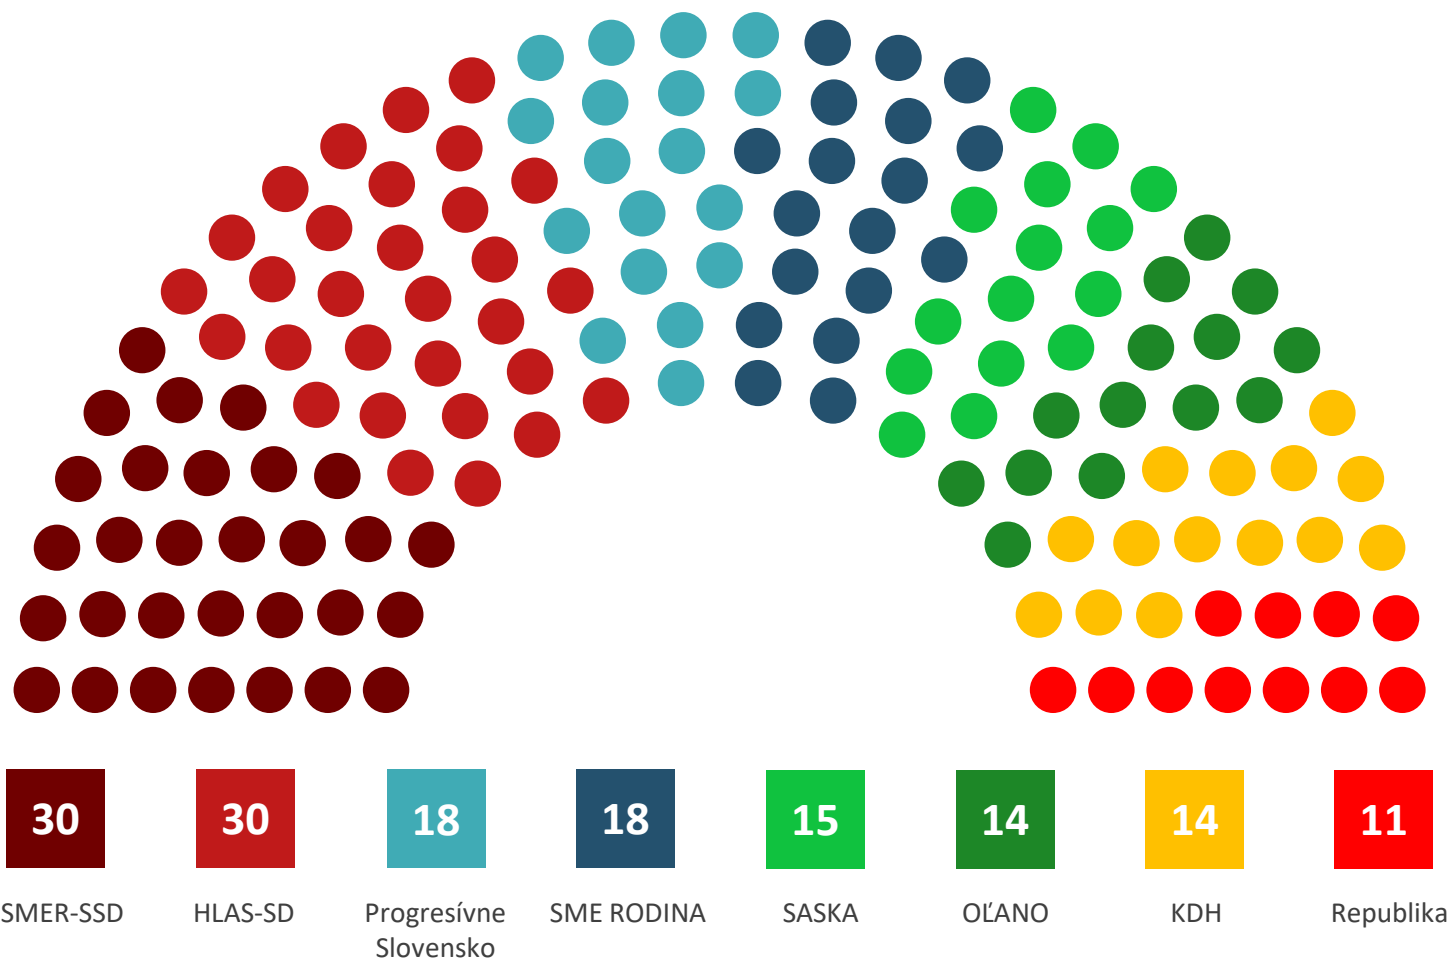 30 30 18 18 15 14 14 11
SMER-SSD HLAS-SD Progresívne SME RODINA SASKA OĽANO KDH Republika
Slovensko